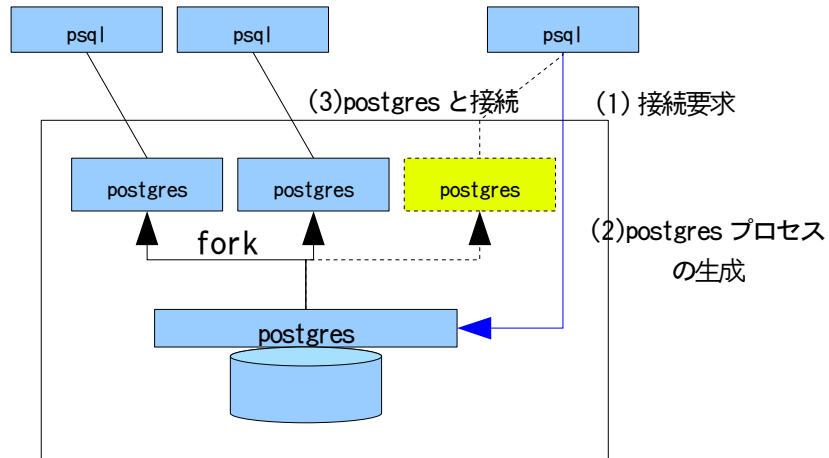 psql
psql
psql
(3)postgres と接続
(1) 接続要求
postgres
postgres
postgres
(2)postgres プロセス
の生成
fork
postgres